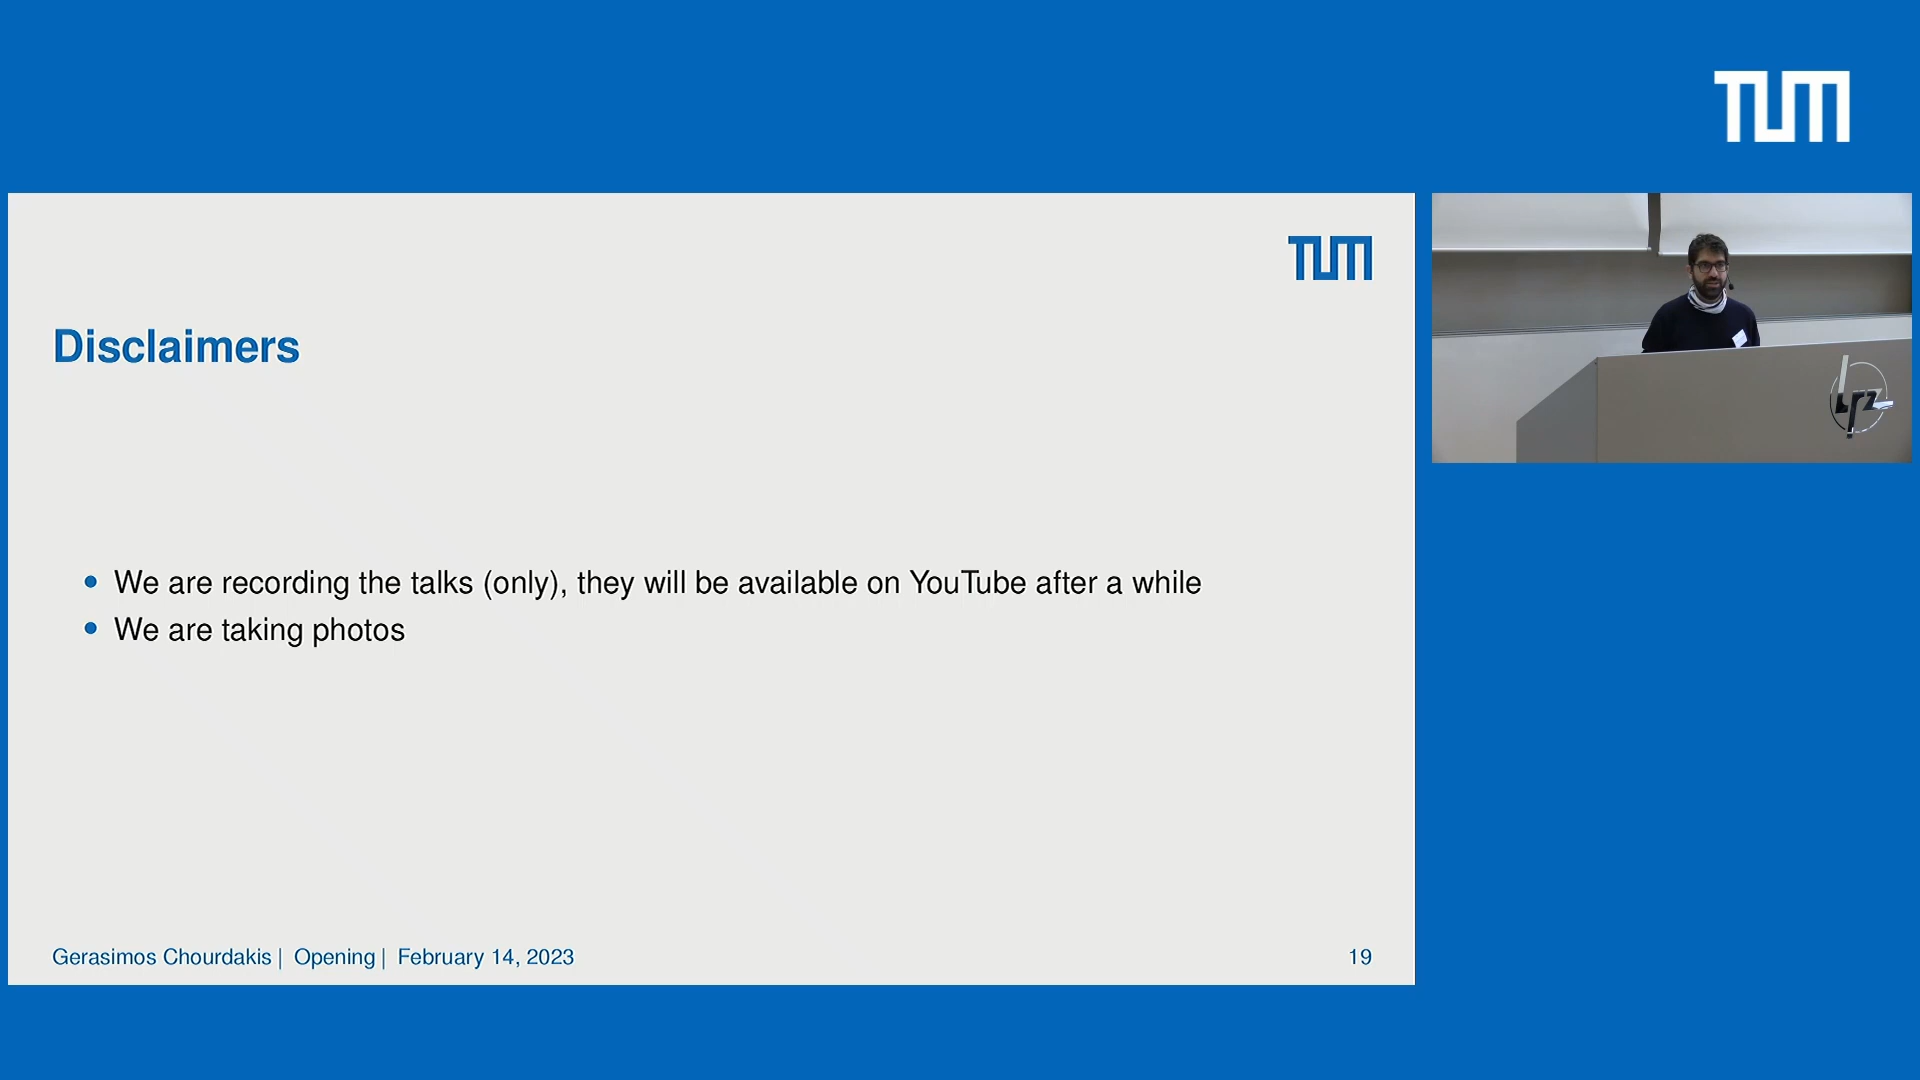 TUM
TUM
Disclaimers
• We are recording the talks (only), they will be available on YouTube after a while
• We are taking photos
Gerasimos Chourdakis | Opening | February 14, 2023
19
lrz